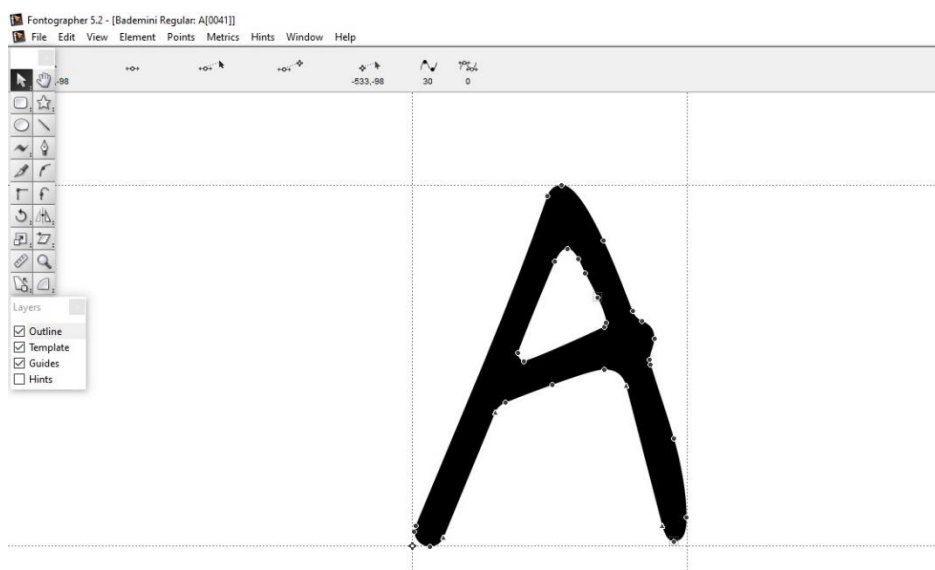 Fontographer 5.2 - [Bademini Regular: A[0041]]
File Edit View Element Points Metrics Hints Window Help
,-98 -533,-98 30 0
Layers
Outline
Template
Guides
Hints
A